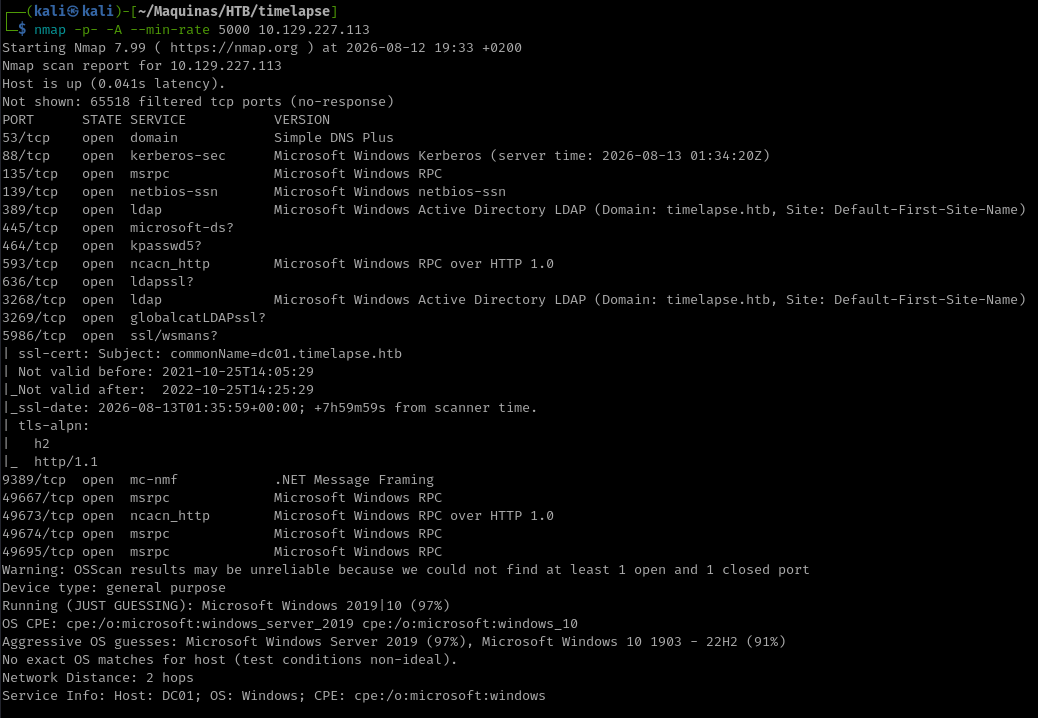 ┌──(kali㉿kali)-[~/Maquinas/HTB/timelapse]
└─$ nmap -p- -A --min-rate 5000 10.129.227.113
Starting Nmap 7.99 ( https://nmap.org ) at 2026-08-12 19:33 +0200
Nmap scan report for 10.129.227.113
Host is up (0.041s latency).
Not shown: 65518 filtered tcp ports (no-response)
PORT      STATE SERVICE           VERSION
53/tcp    open  domain            Simple DNS Plus
88/tcp    open  kerberos-sec      Microsoft Windows Kerberos (server time: 2026-08-13 01:34:20Z)
135/tcp   open  msrpc             Microsoft Windows RPC
139/tcp   open  netbios-ssn       Microsoft Windows netbios-ssn
389/tcp   open  ldap              Microsoft Windows Active Directory LDAP (Domain: timelapse.htb, Site: Default-First-Site-Name)
445/tcp   open  microsoft-ds?
464/tcp   open  kpasswd5?
593/tcp   open  ncacn_http        Microsoft Windows RPC over HTTP 1.0
636/tcp   open  ldapssl?
3268/tcp  open  ldap              Microsoft Windows Active Directory LDAP (Domain: timelapse.htb, Site: Default-First-Site-Name)
3269/tcp  open  globalcatLDAPssl?
5986/tcp  open  ssl/wsmans?
| ssl-cert: Subject: commonName=dc01.timelapse.htb
| Not valid before: 2021-10-25T14:05:29
|_Not valid after:  2022-10-25T14:25:29
|_ssl-date: 2026-08-13T01:35:59+00:00; +7h59m59s from scanner time.
| tls-alpn:
|   h2
|_  http/1.1
9389/tcp  open  mc-nmf            .NET Message Framing
49667/tcp open  msrpc             Microsoft Windows RPC
49673/tcp open  ncacn_http        Microsoft Windows RPC over HTTP 1.0
49674/tcp open  msrpc             Microsoft Windows RPC
49695/tcp open  msrpc             Microsoft Windows RPC
Warning: OSScan results may be unreliable because we could not find at least 1 open and 1 closed port
Device type: general purpose
Running (JUST GUESSING): Microsoft Windows 2019|10 (97%)
OS CPE: cpe:/o:microsoft:windows_server_2019 cpe:/o:microsoft:windows_10
Aggressive OS guesses: Microsoft Windows Server 2019 (97%), Microsoft Windows 10 1903 - 22H2 (91%)
No exact OS matches for host (test conditions non-ideal).
Network Distance: 2 hops
Service Info: Host: DC01; OS: Windows; CPE: cpe:/o:microsoft:windows